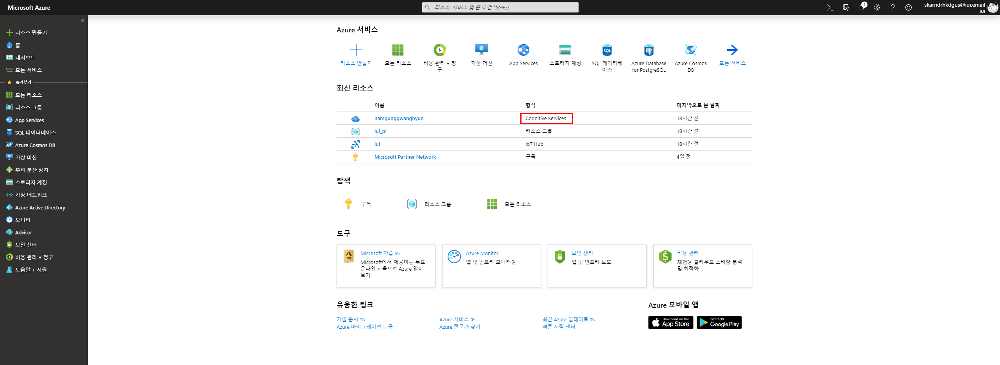 Microsoft Azure
리소스, 서비스 및 문서 검색(G+/)
1
skarndrhkdgus@iui.email
IUI
«
리소스 만들기
홈
대시보드
모든 서비스
즐겨찾기
모든 리소스
리소스 그룹
App Services
SQL 데이터베이스
Azure Cosmos DB
가상 머신
부하 분산 장치
스토리지 계정
가상 네트워크
Azure Active Directory
모니터
Advisor
보안 센터
비용 관리 + 청구
도움말 + 지원
Azure 서비스
리소스 만들기
모든 리소스
비용 관리 + 청
구
가상 머신
App Services
스토리지 계정
SQL
SQL 데이터베
이스
Azure Database
for PostgreSQL
Azure Cosmos
DB
모든 서비스
최신 리소스
이름 형식 마지막으로 본 날짜
namgunggwanghyun Cognitive Services 18시간 전
iui_pi 리소스 그룹 18시간 전
iui IoT Hub 18시간 전
Microsoft Partner Network 구독 4일 전
탐색
구독
리소스 그룹
모든 리소스
도구
101
Microsoft 학습
Microsoft에서 제공하는 무료
온라인 교육으로 Azure 알아
보기
Azure Monitor
앱 및 인프라 모니터링
보안 센터
앱 및 인프라 보호
비용 관리
체험용 클라우드 소비량 분석
및 최적화
유용한 링크
기술 문서
Azure 마이그레이션 도구
Azure 서비스
Azure 전문가 찾기
최근 Azure 업데이트
빠른 시작 센터
Azure 모바일 앱
Download on the
App Store
GET IT ON
Google Play